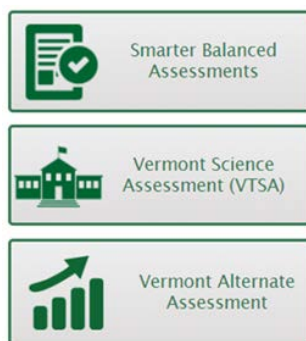 Smarter Balanced
Assessments
Vermont Science
Assessment (VTSA)
Vermont Alternate
Assessment